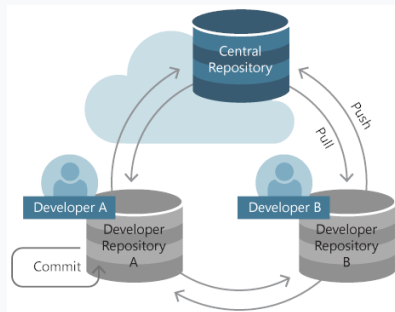 Central
Repository
Push
Pull
Developer A
Developer B
Developer
Repository
A
Developer
Repository
B
Commit